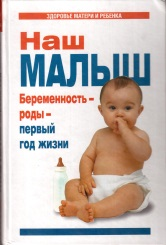 ЗДОРОВЬЕ МАТЕРИ И РЕБЕНКА
Наш
МАЛЫШ
Беременность –
роды –
первый
год жизни